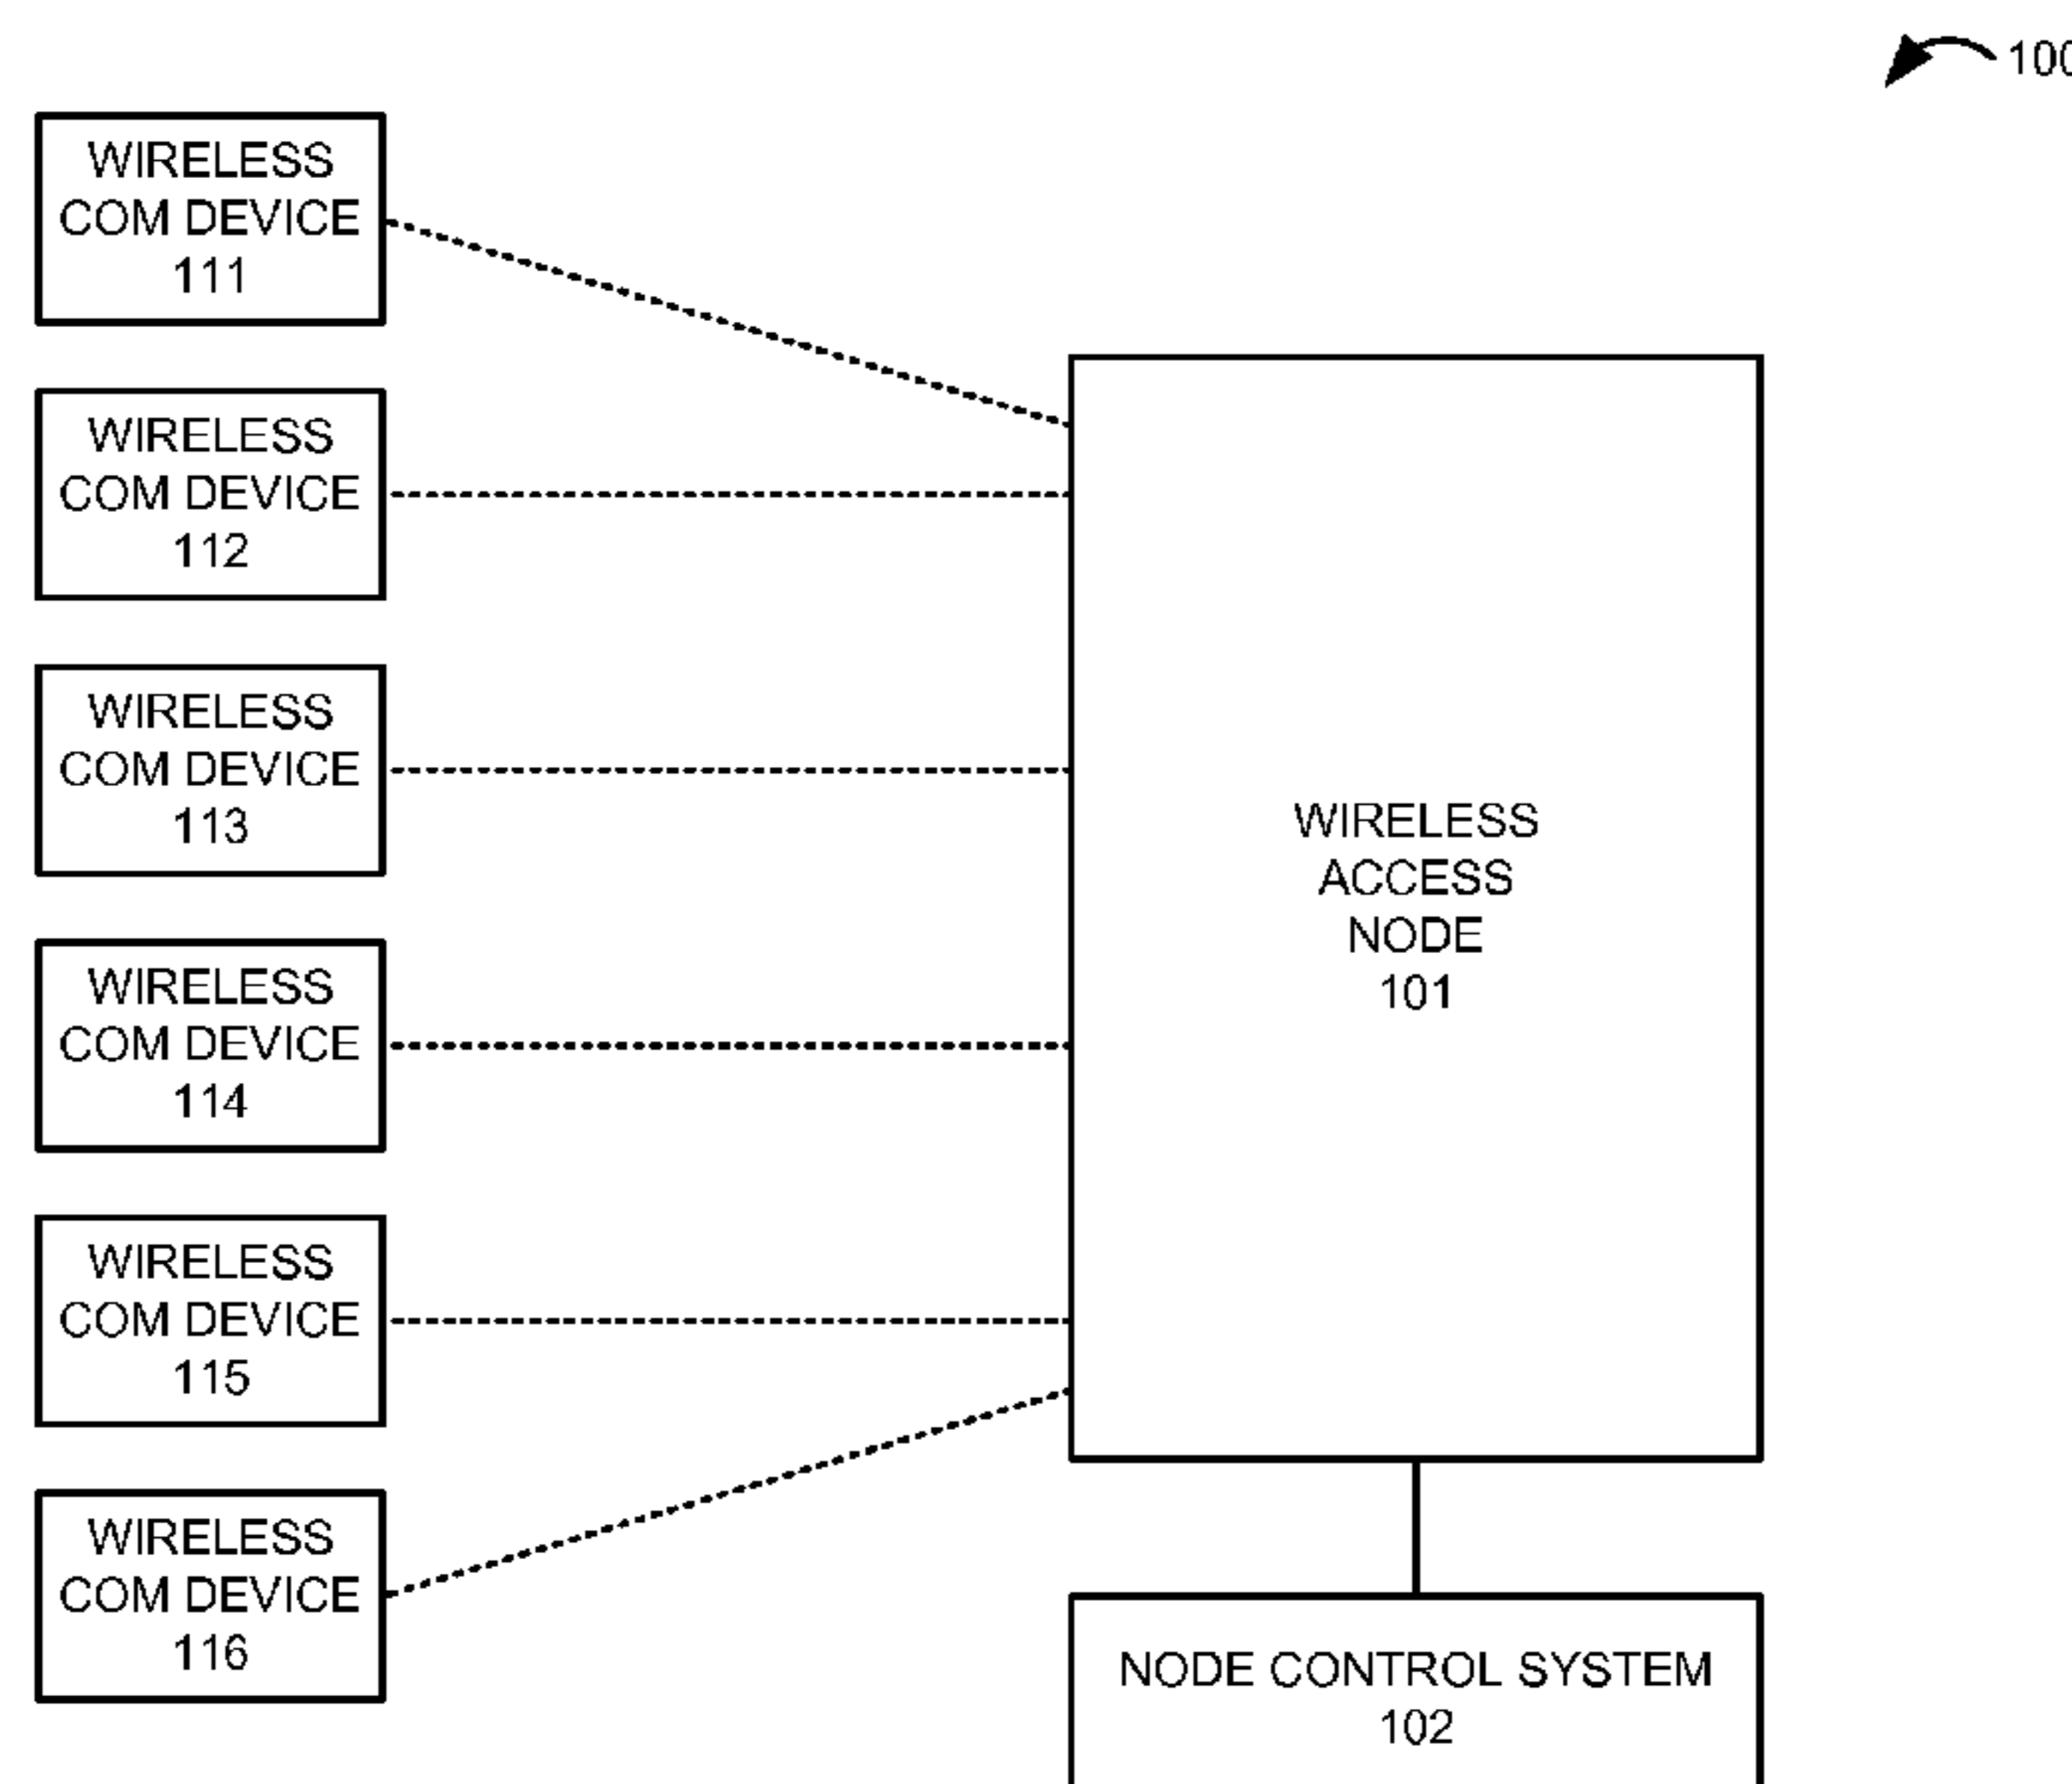 100
WIRELESS
COM DEVICE
111
WIRELESS
COM DEVICE
112
WIRELESS
COM DEVICE
113
WIRELESS
COM DEVICE
114
WIRELESS
COM DEVICE
115
WIRELESS
COM DEVICE
116
WIRELESS
ACCESS
NODE
101
NODE CONTROL SYSTEM
102